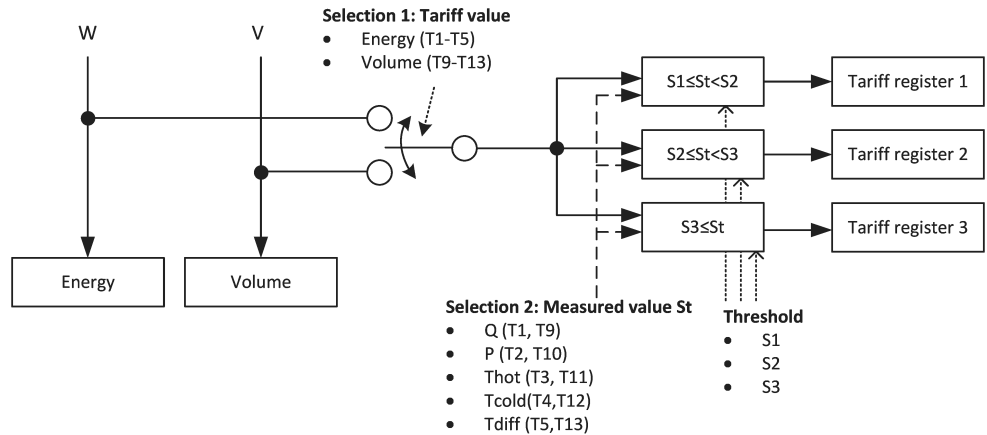 W
V
Selection 1: Tariff value
• Energy (T1-T5)
• Volume (T9-T13)
S1≤St<S2
Tariff register 1
S2≤St<S3
Tariff register 2
S3≤St
Tariff register 3
Energy
Volume
Selection 2: Measured value St
• Q (T1, T9)
• P (T2, T10)
• Thot (T3, T11)
• Tcold(T4,T12)
• Tdiff (T5,T13)
Threshold
• S1
• S2
• S3